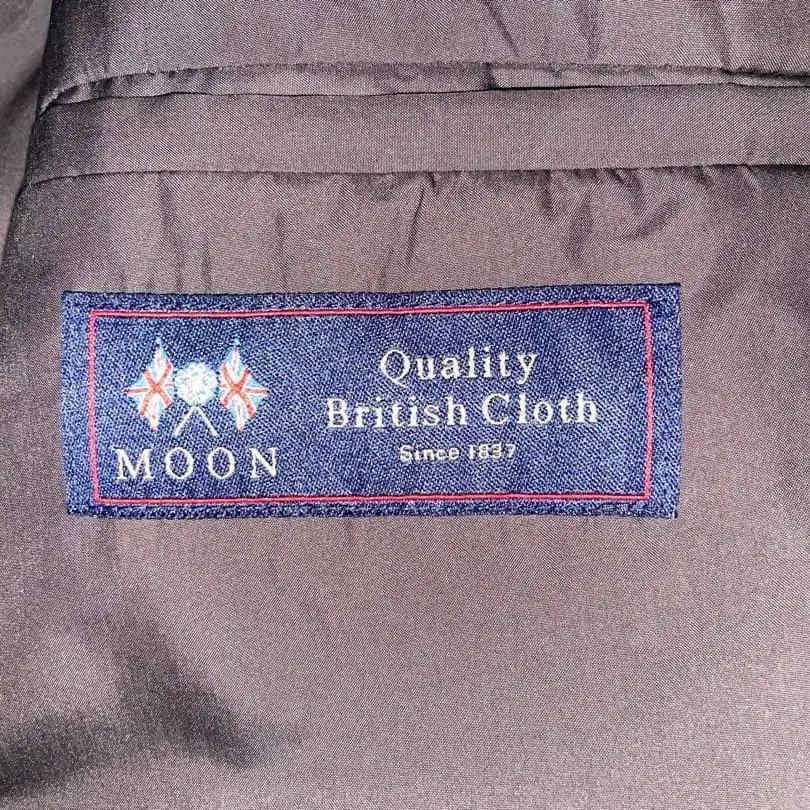 MOON
Quality
British Cloth
Since 1837